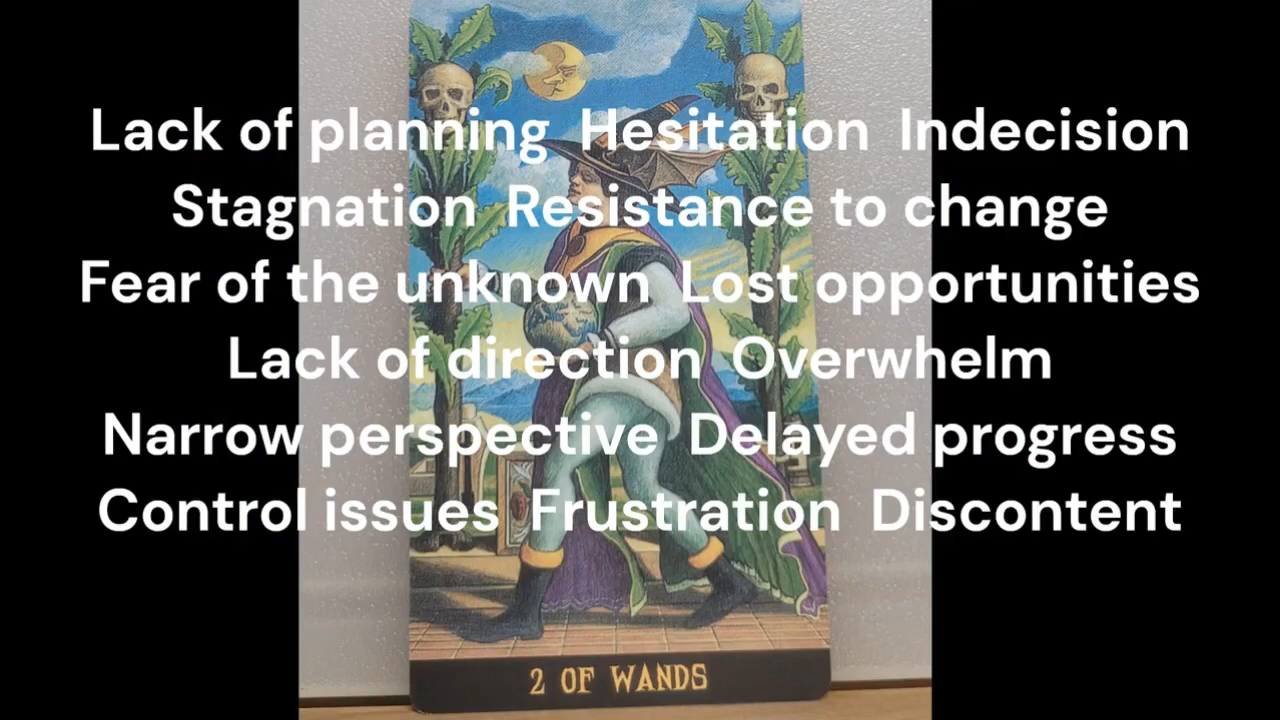 Lack of planning Hesitation Indecision
Stagnation Resistance to change
Fear of the unknown Lost opportunities
Lack of direction Overwhelm
Narrow perspective Delayed progress
Control issues Frustration Discontent
2 OF WANDS